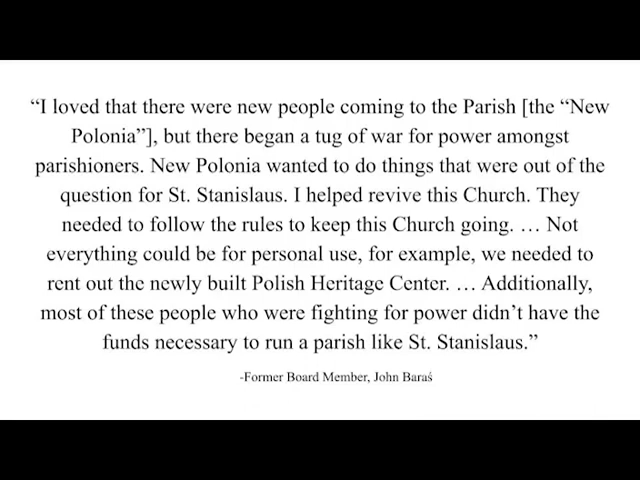 “I loved that there were new people coming to the Parish [the “New
Polonia”], but there began a tug of war for power amongst
parishioners. New Polonia wanted to do things that were out of the
question for St. Stanislaus. I helped revive this Church. They
needed to follow the rules to keep this Church going. … Not
everything could be for personal use, for example, we needed to
rent out the newly built Polish Heritage Center. … Additionally,
most of these people who were fighting for power didn’t have the
funds necessary to run a parish like St. Stanislaus.”
-Former Board Member, John Baraś